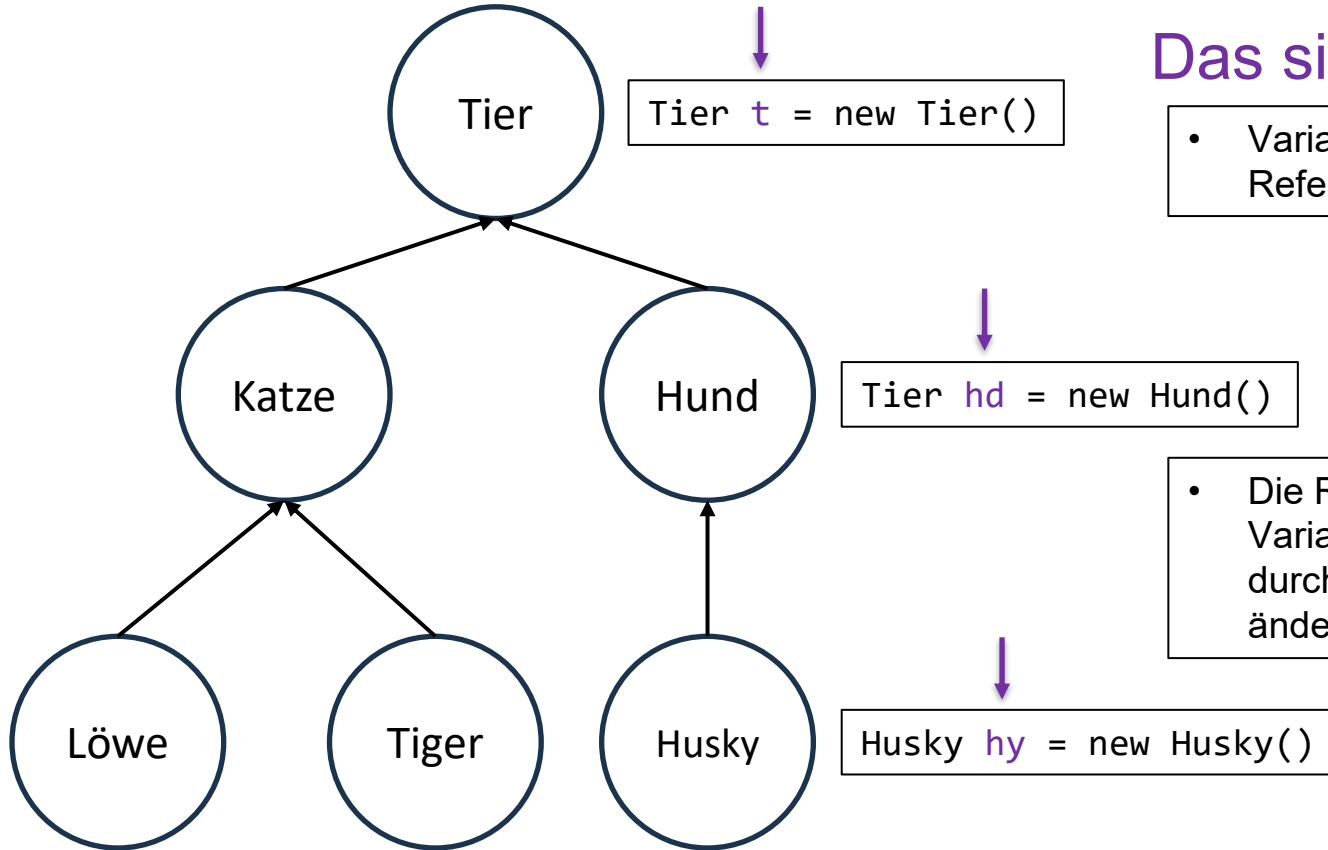 Das si
Tier
Tier t = new Tier()
• Varia
Refe
Katze
Hund
Tier hd = new Hund()
• Die R
Varia
durch
ände
Löwe
Tiger
Husky
Husky hy = new Husky()